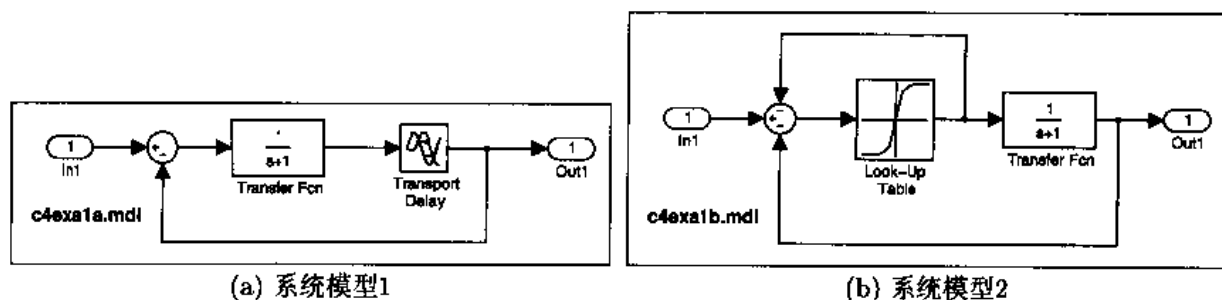 1
In1
s+1
Transfer Fcn
Transport
Delay
1
Out1
c4exa1a.mdl
(a) 系统模型1
1
In1
Look-Up
Table
1
s+1
Transfer Fcn
1
Out1
c4exa1b.mdl
(b) 系统模型2